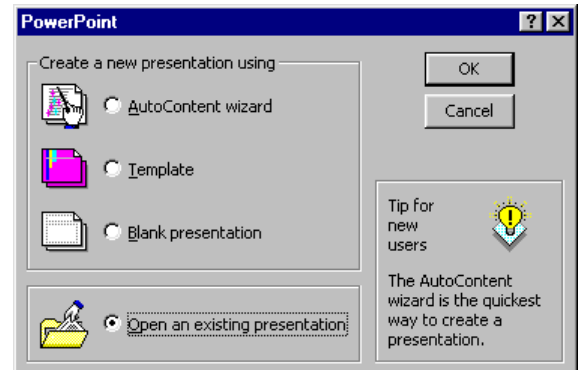 PowerPoint
Create a new presentation using
AutoContent wizard
Template
Blank presentation
Open an existing presentation
OK
Cancel
Tip for
new
users
The AutoContent
wizard is the quickest
way to create a
presentation.